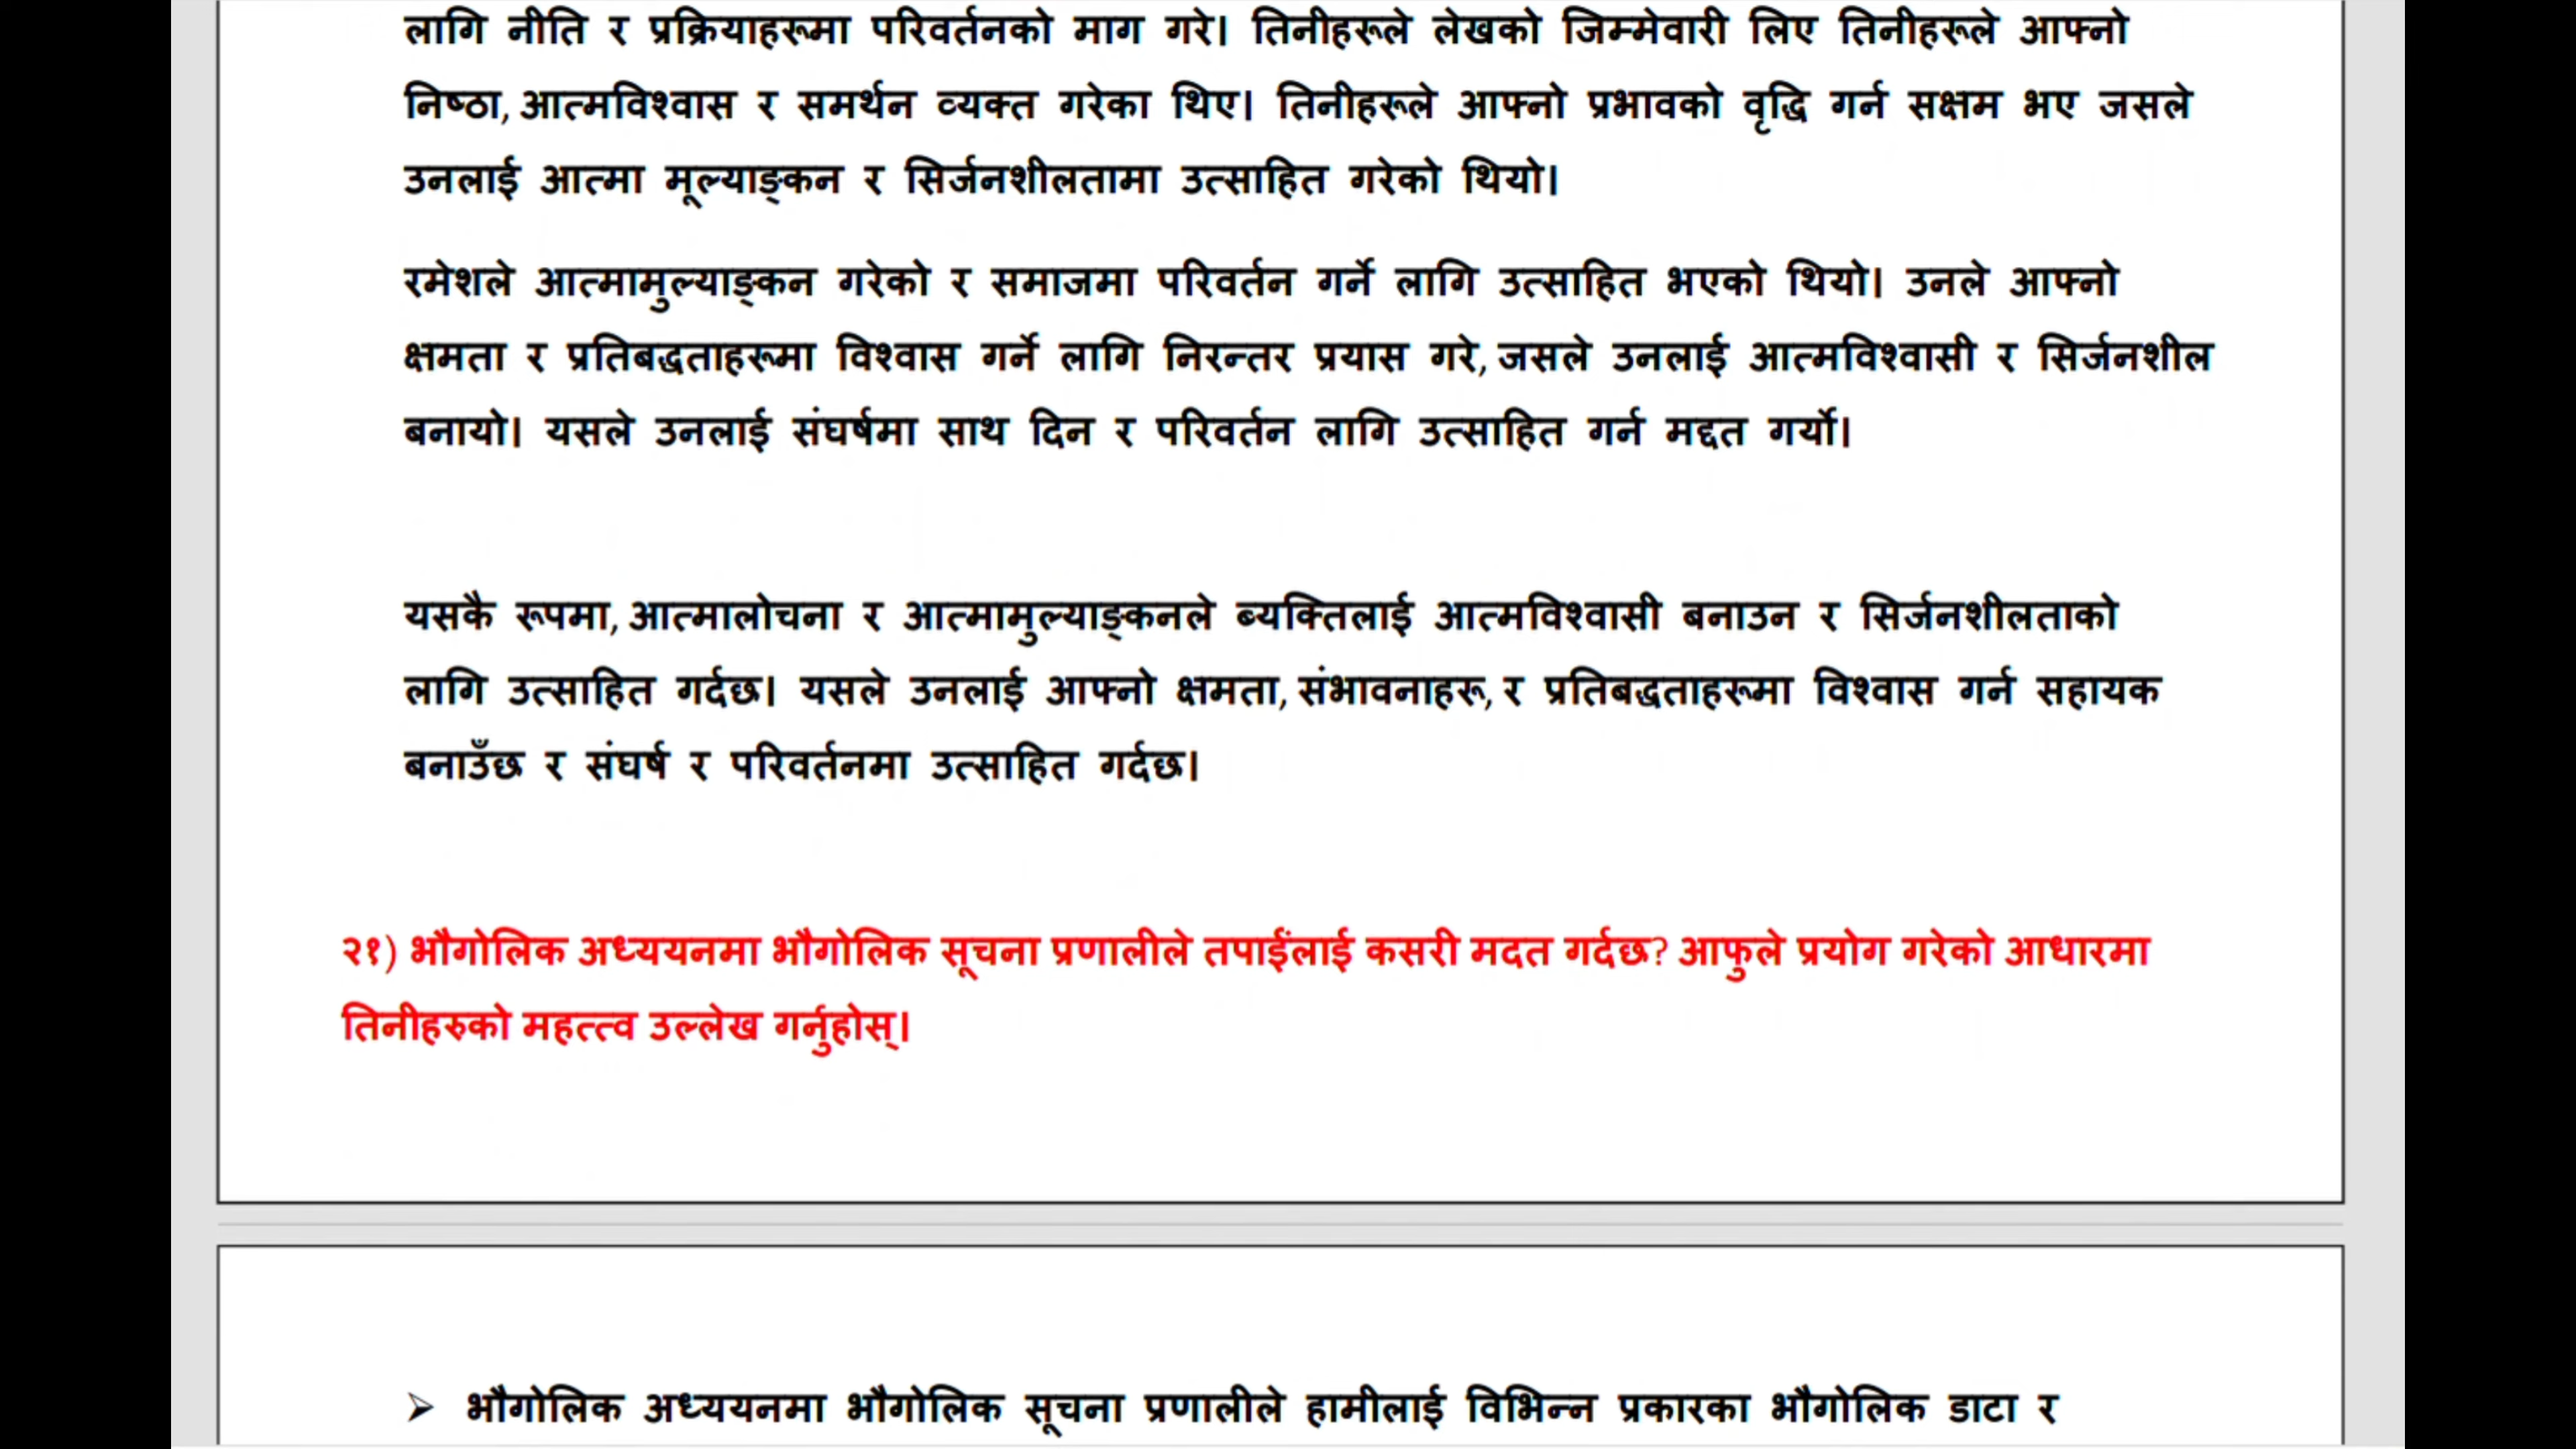 लागि नीति र प्रक्रियाहरूमा परिवर्तनको माग गरे। तिनीहरूले लेखको जिम्मेवारी लिए तिनीहरूले आफ्नो
निष्ठा, आत्मविश्वास र समर्थन व्यक्त गरेका थिए। तिनीहरूले आफ्नो प्रभावको वृद्धि गर्न सक्षम भए जसले
उनलाई आत्मा मूल्याङ्कन र सिर्जनशीलतामा उत्साहित गरेको थियो।
रमेशले आत्मामुल्याङ्कन गरेको र समाजमा परिवर्तन गर्ने लागि उत्साहित भएको थियो। उनले आफ्नो
क्षमता र प्रतिबद्धताहरूमा विश्वास गर्ने लागि निरन्तर प्रयास गरे, जसले उनलाई आत्मविश्वासी र सिर्जनशील
बनायो। यसले उनलाई संघर्षमा साथ दिन र परिवर्तन लागि उत्साहित गर्न मद्दत गर्यो।
यसकै रूपमा, आत्मालोचना र आत्मामुल्याङ्कनले ब्यक्तिलाई आत्मविश्वासी बनाउन र सिर्जनशीलताको
लागि उत्साहित गर्दछ। यसले उनलाई आफ्नो क्षमता, संभावनाहरू, र प्रतिबद्धताहरूमा विश्वास गर्न सहायक
बनाउँछ र संघर्ष र परिवर्तनमा उत्साहित गर्दछ।
२१) भौगोलिक अध्ययनमा भौगोलिक सूचना प्रणालीले तपाईंलाई कसरी मदत गर्दछ? आफुले प्रयोग गरेको आधारमा
तिनीहरुको महत्त्व उल्लेख गर्नुहोस्।
➢ भौगोलिक अध्ययनमा भौगोलिक सूचना प्रणालीले हामीलाई विभिन्न प्रकारका भौगोलिक डाटा र